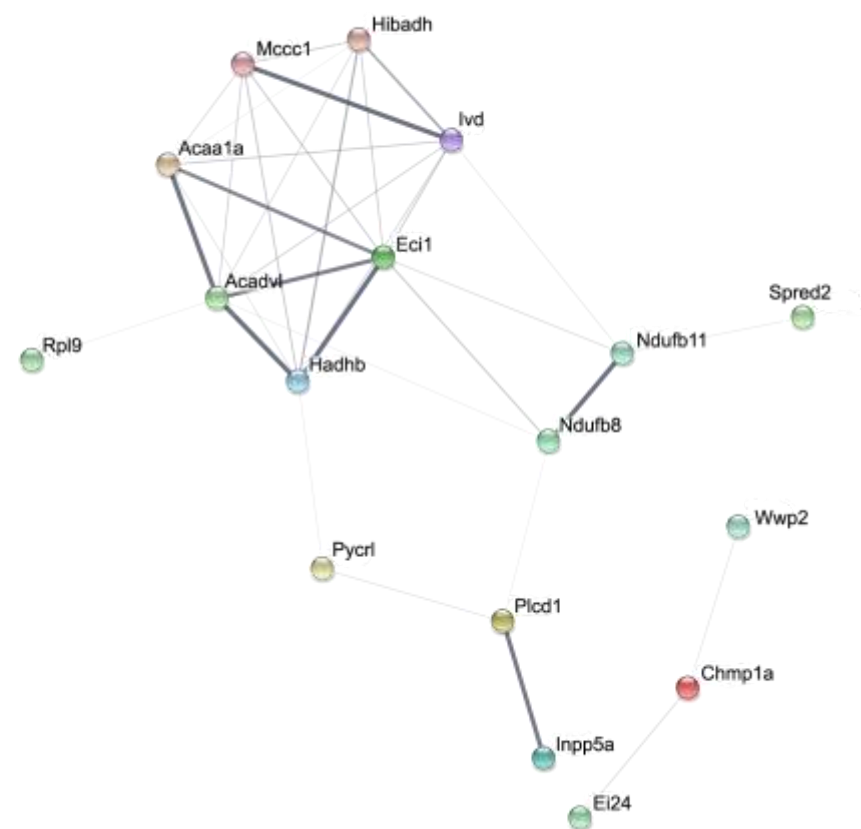 Hibadh
Mccc1
Ivd
Acaa1a
Eci1
Acadvl
Spred2
Ndufb11
Rpl9
Hadhb
Ndufb8
Wwp2
Pycrl
Plcd1
Chmp1a
Inpp5a
Ei24